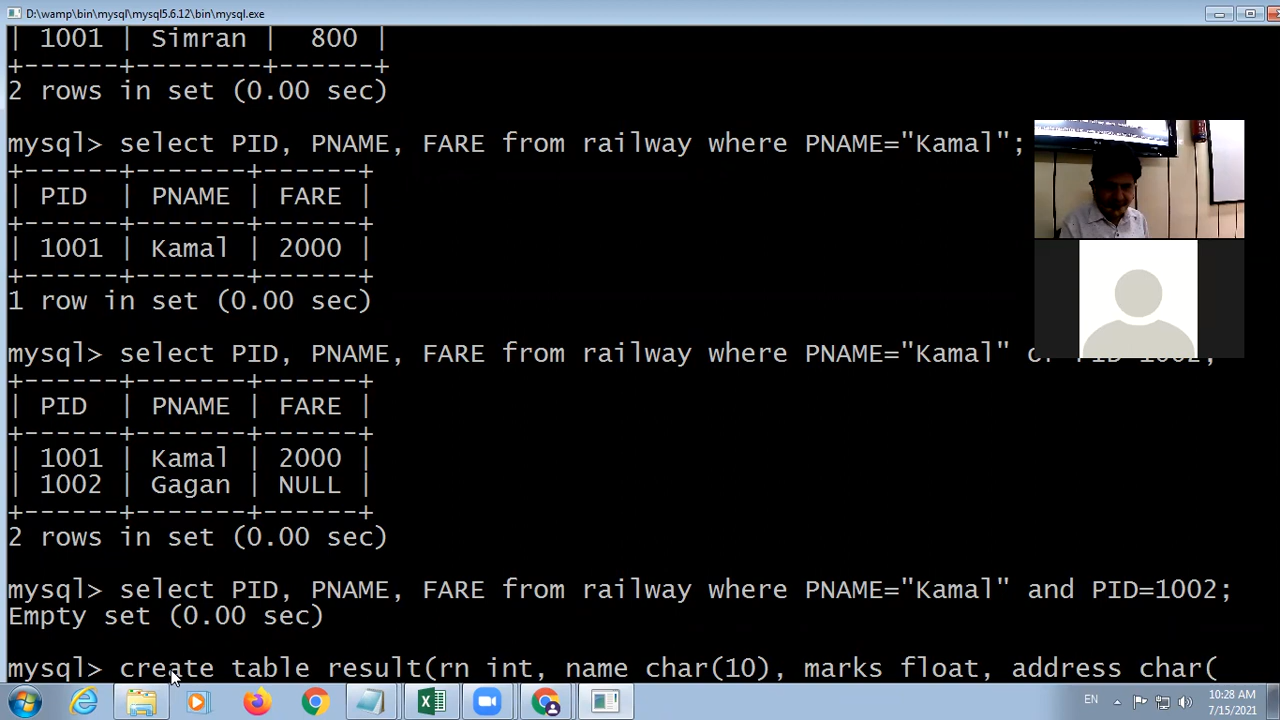 D:\wamp\bin\mysql\mysql5.6.12\bin\mysql.exe
| 1001 | Simran | 800 |
+------+--------+------+
2 rows in set (0.00 sec)
mysql> select PID, PNAME, FARE from railway where PNAME="Kamal";
+------+-------+------+
| PID | PNAME | FARE |
+------+-------+------+
| 1001 | Kamal | 2000 |
+------+-------+------+
1 row in set (0.00 sec)
mysql> select PID, PNAME, FARE from railway where PNAME="Kamal" or PID=1002;
+------+-------+------+
| PID | PNAME | FARE |
+------+-------+------+
| 1001 | Kamal | 2000 |
| 1002 | Gagan | NULL |
+------+-------+------+
2 rows in set (0.00 sec)
mysql> select PID, PNAME, FARE from railway where PNAME="Kamal" and PID=1002;
Empty set (0.00 sec)
mysql> create table result(rn int, name char(10), marks float, address char(
EN
10:28 AM
7/15/2021